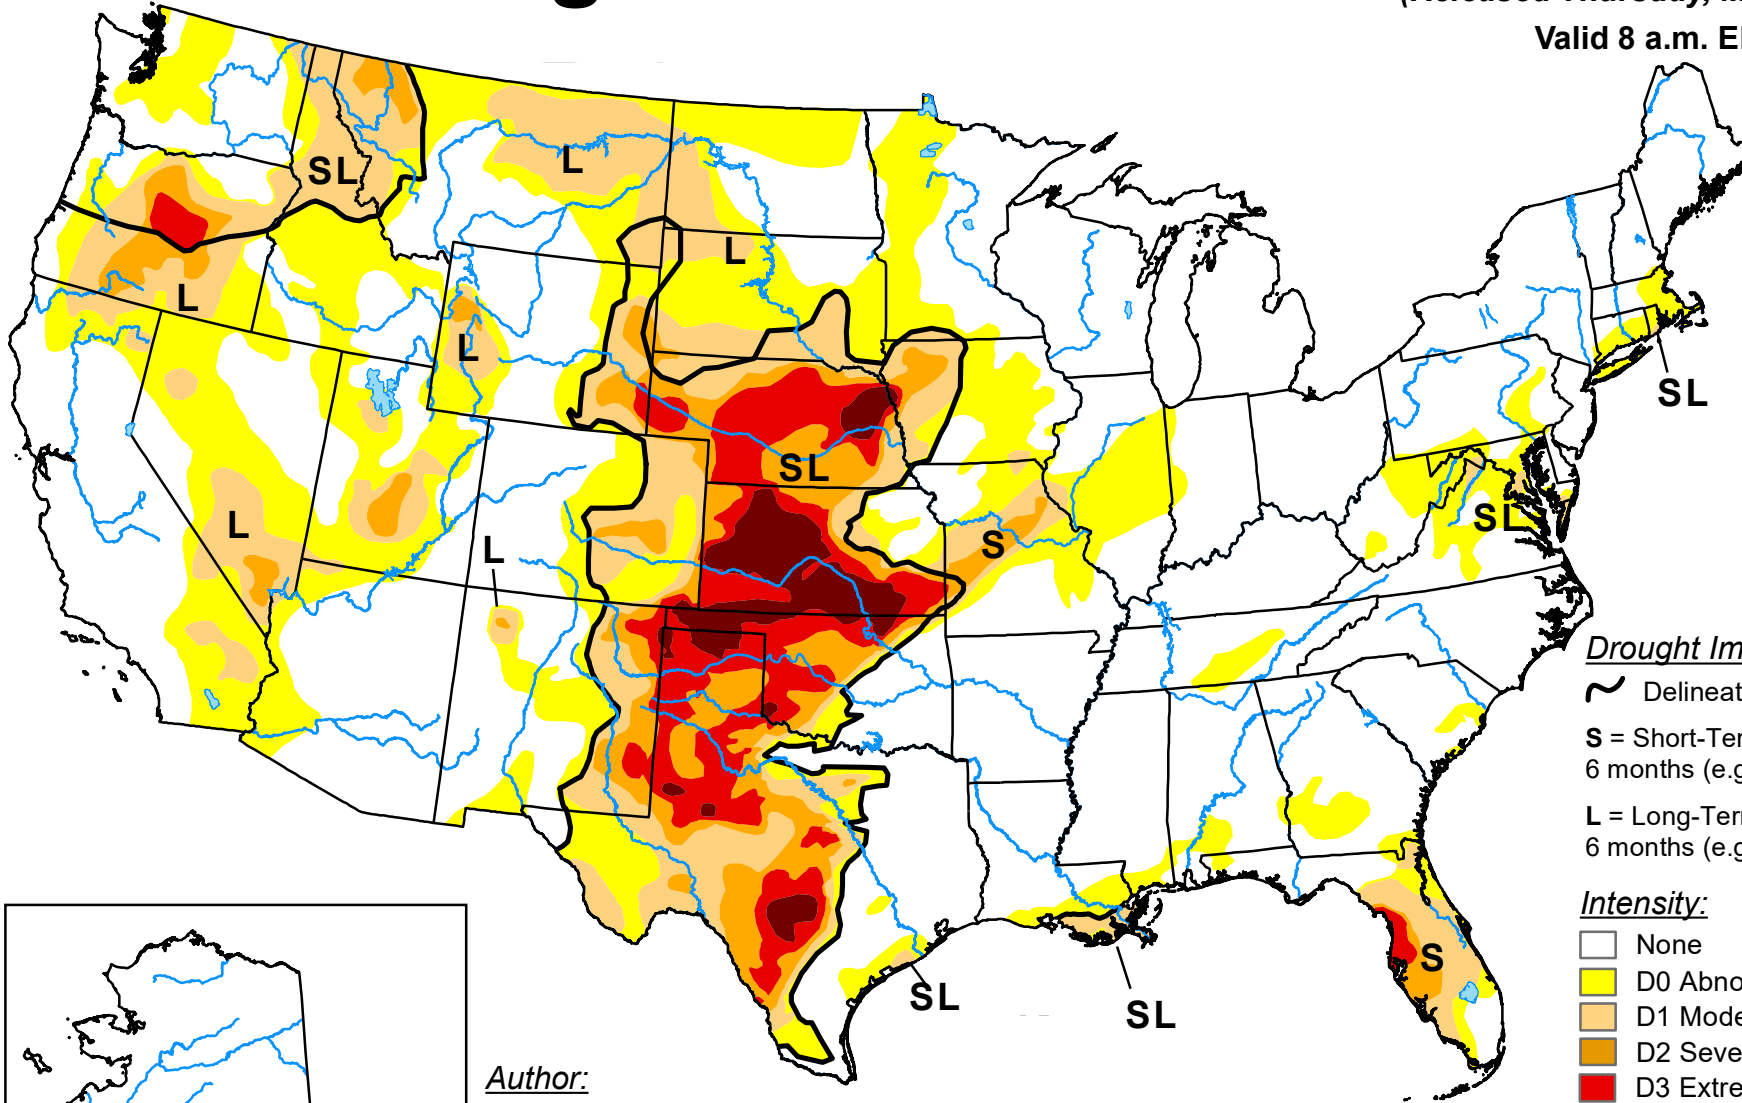 Valid 8 a.m.
SL
L
L
L
L
SL
SL
L
L
S
SL
SL
SL
S
Drought Im
Delineat
S = Short-Ter
6 months (e.g
L = Long-Term
6 months (e.g
Intensity:
None
D0 Abno
D1 Mode
D2 Seve
D3 Extre
Author: